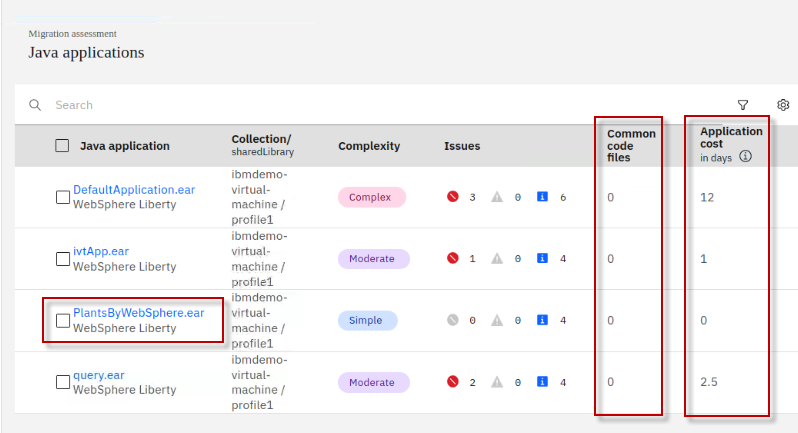 Migration assessment
Java applications
Search
Java application
Collection/
sharedLibrary
Complexity
Issues
Common
code
files
Application
cost
in days
DefaultApplication.ear
WebSphere Liberty
ibmdemo-
virtual-
machine /
profile1
Complex
3
0
6
0
12
ivtApp.ear
WebSphere Liberty
ibmdemo-
virtual-
machine /
profile1
Moderate
1
0
4
0
1
PlantsByWebSphere.ear
WebSphere Liberty
ibmdemo-
virtual-
machine /
profile1
Simple
0
0
4
0
0
query.ear
WebSphere Liberty
ibmdemo-
virtual-
machine /
profile1
Moderate
2
0
4
0
2.5